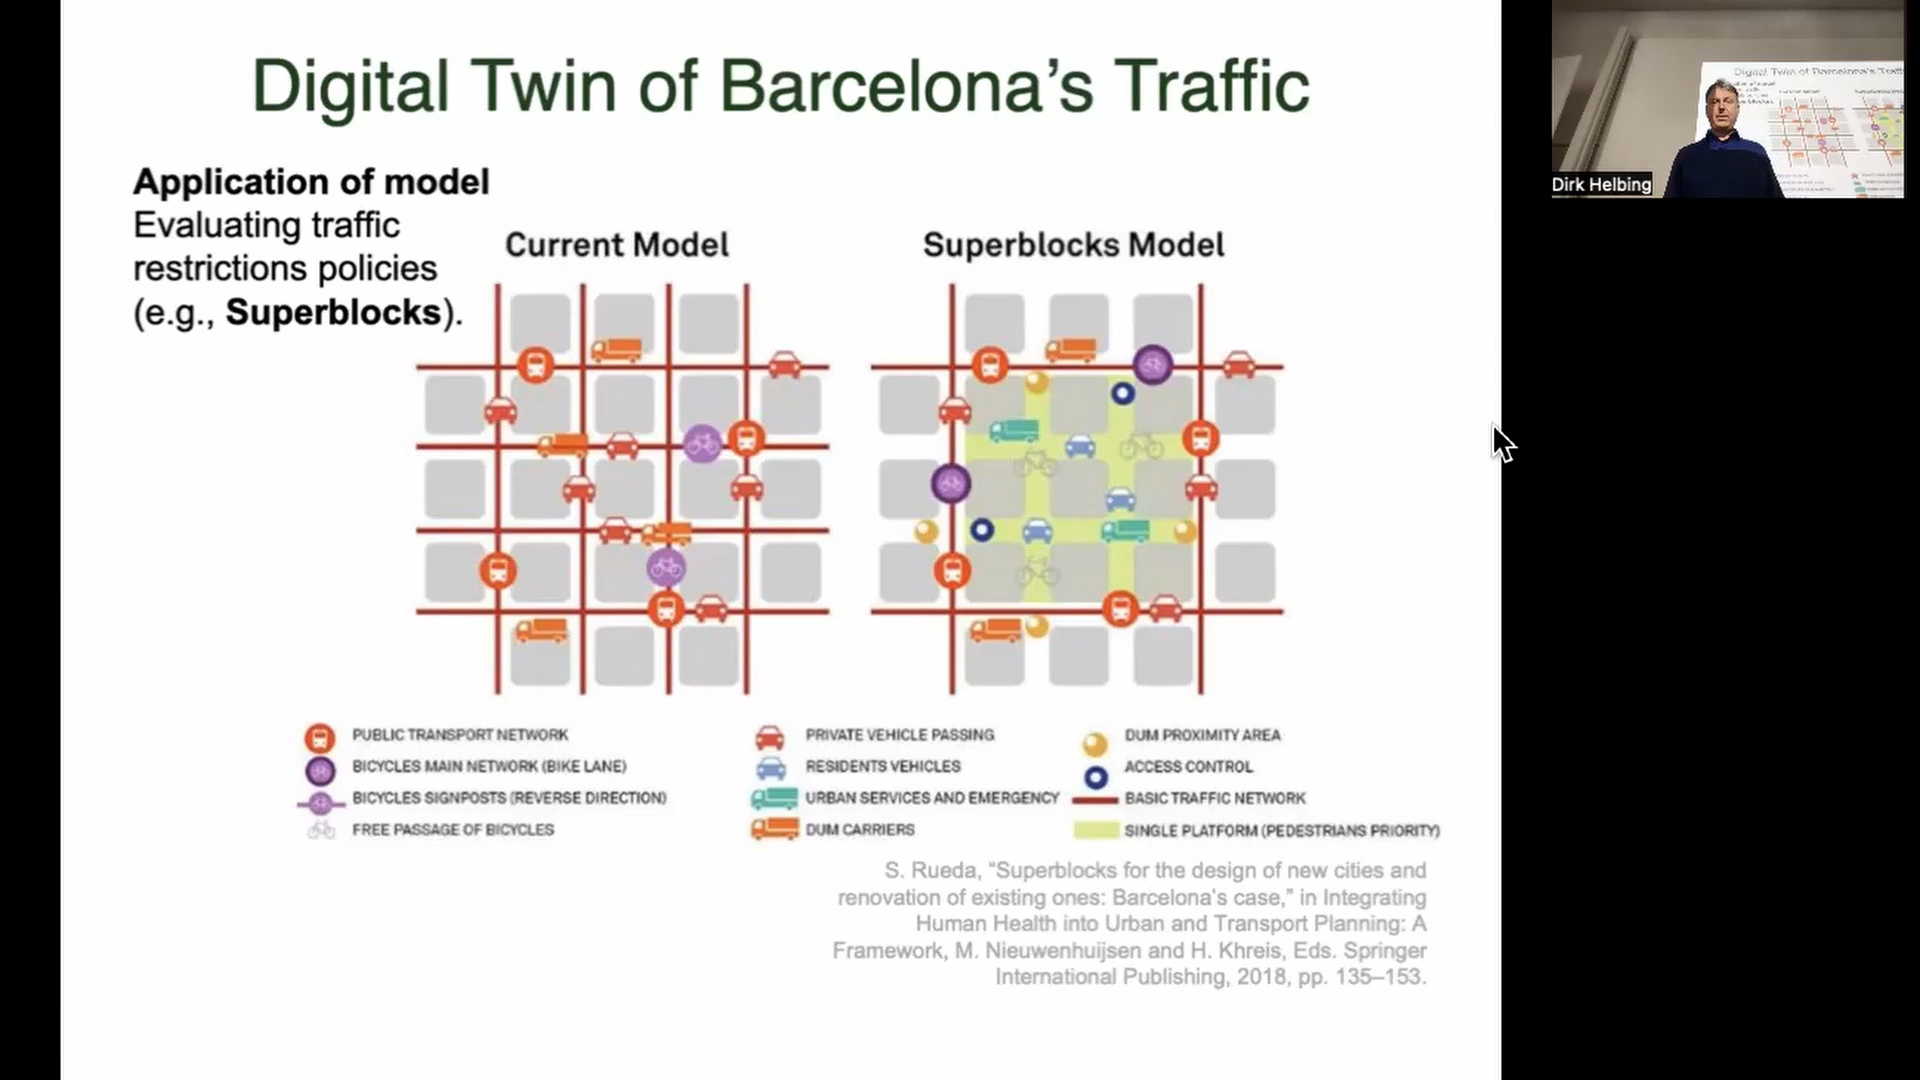 Digital Twin of Barcelona's Traffic
Application of model
Evaluating traffic
restrictions policies
(e.g., Superblocks).
Current Model
Superblocks Model
PUBLIC TRANSPORT NETWORK
BICYCLES MAIN NETWORK (BIKE LANE)
BICYCLES SIGNPOSTS (REVERSE DIRECTION)
FREE PASSAGE OF BICYCLES
PRIVATE VEHICLE PASSING
RESIDENTS VEHICLES
URBAN SERVICES AND EMERGENCY
DUM CARRIERS
DUM PROXIMITY AREA
ACCESS CONTROL
BASIC TRAFFIC NETWORK
SINGLE PLATFORM (PEDESTRIANS PRIORITY)
S. Rueda, "Superblocks for the design of new cities and
renovation of existing ones: Barcelona's case," in Integrating
Human Health into Urban and Transport Planning: A
Framework, M. Nieuwenhuijsen and H. Khreis, Eds. Springer
International Publishing, 2018, pp. 135–153.
Digital Twin of Barcelona's
Dirk Helbing